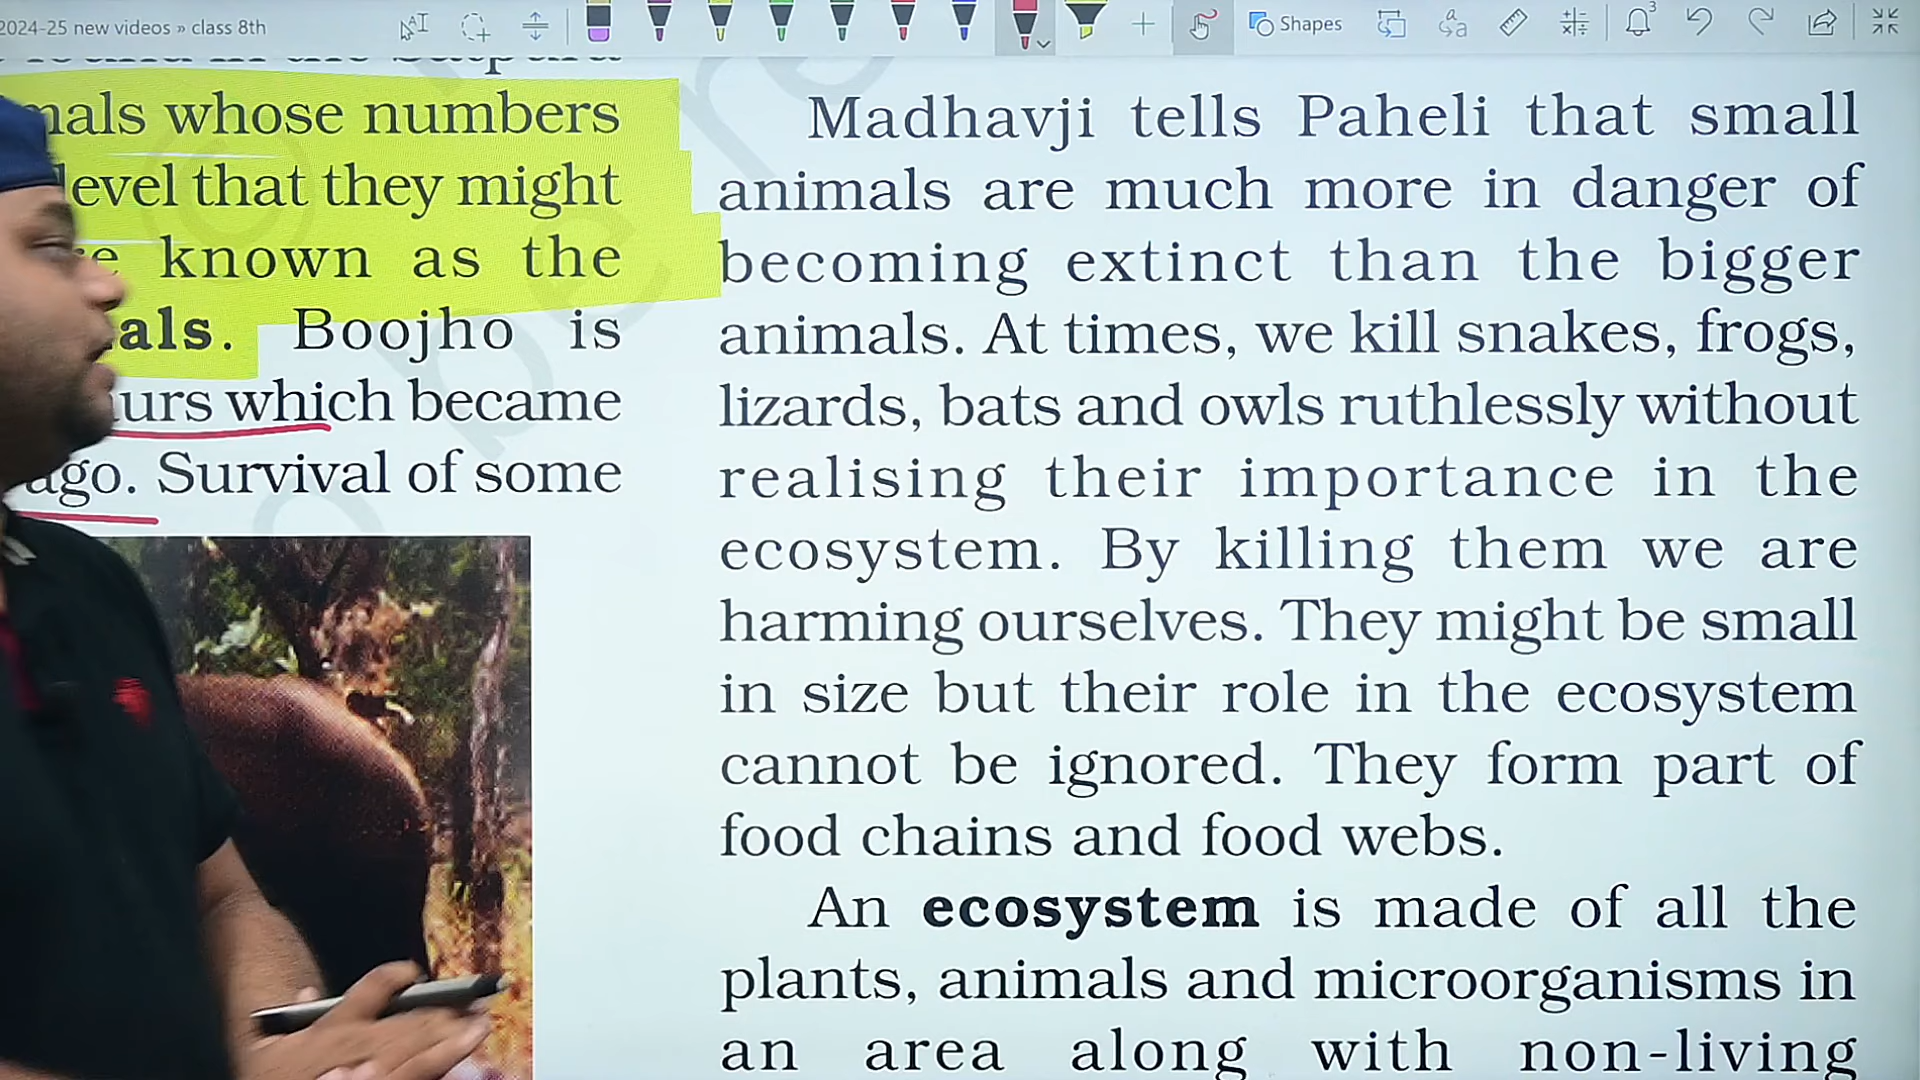 2024-25 new videos » class 8th
Shapes
3
whose numbers
level that they might
known as the
als. Boojho is
urs which became
ago. Survival of some
Madhavji tells Paheli that small
animals are much more in danger of
becoming extinct than the bigger
animals. At times, we kill snakes, frogs,
lizards, bats and owls ruthlessly without
realising their importance in the
ecosystem. By killing them we are
harming ourselves. They might be small
in size but their role in the ecosystem
cannot be ignored. They form part of
food chains and food webs.
An ecosystem is made of all the
plants, animals and microorganisms in
an area along with non-living